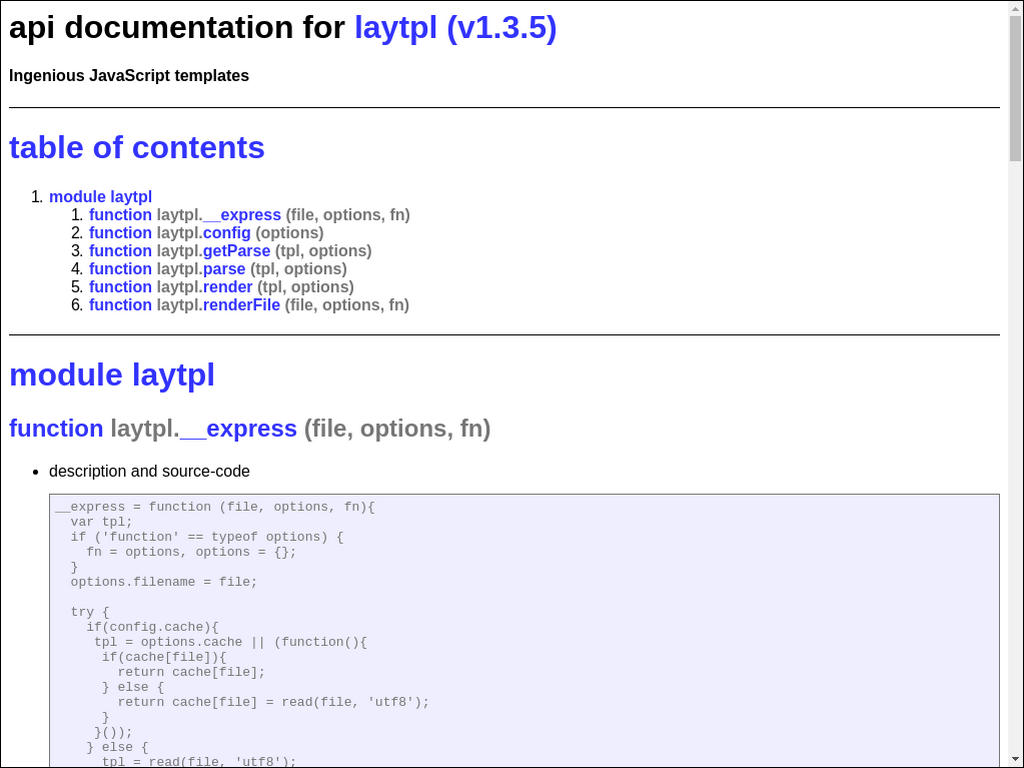 api documentation for laytpl (v1.3.5)
Ingenious JavaScript templates
table of contents
1. module laytpl
1. function laytpl.__express (file, options, fn)
2. function laytpl.config (options)
3. function laytpl.getParse (tpl, options)
4. function laytpl.parse (tpl, options)
5. function laytpl.render (tpl, options)
6. function laytpl.renderFile (file, options, fn)
module laytpl
function laytpl.__express (file, options, fn)
• description and source-code
__express = function (file, options, fn){
  var tpl;
  if ('function' == typeof options) {
    fn = options, options = {};
  }
  options.filename = file;
  try {
    if(config.cache){
     tpl = options.cache || (function(){
      if(cache[file]){
        return cache[file];
      } else {
        return cache[file] = read(file, 'utf8');
      }
     }());
    } else {
      tpl = read(file, 'utf8');